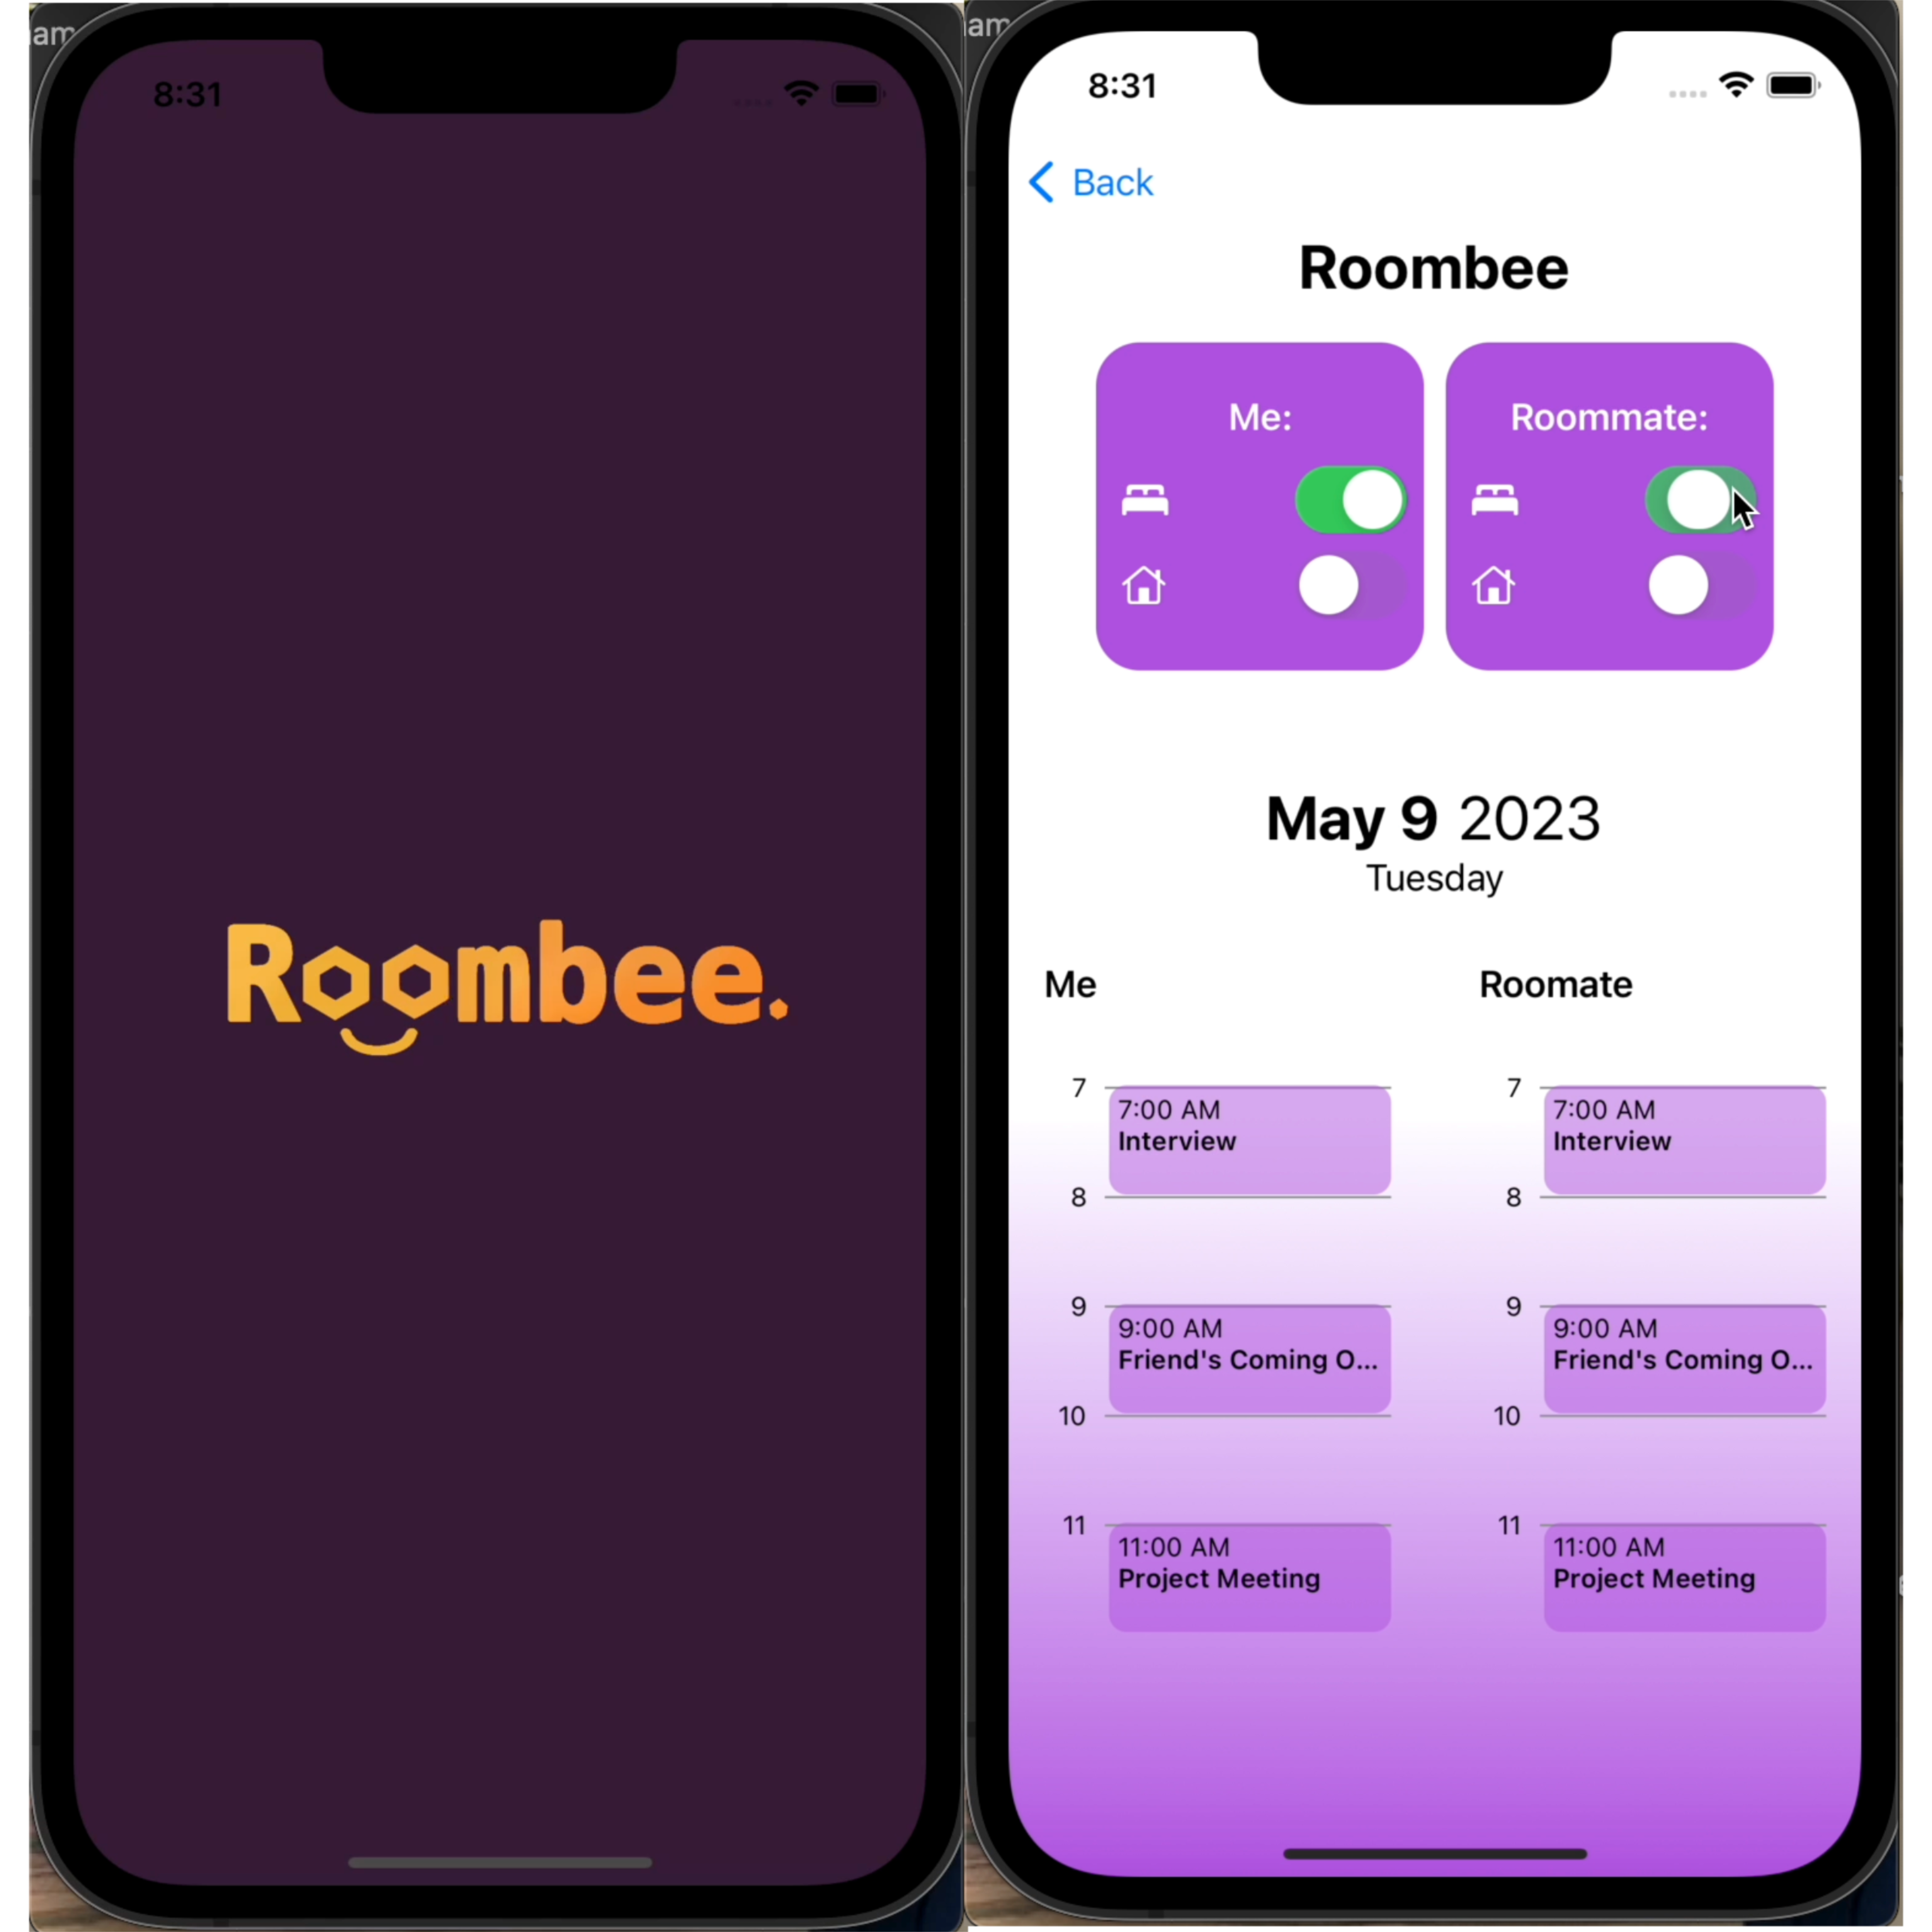 am
8:31
Roombee.
am
8:31
Back
Roombee
Me:
Roommate:
May 9 2023
Tuesday
Me
Roomate
7
7:00 AM
Interview
8
9
9:00 AM
Friend's Coming O...
10
11
11:00 AM
Project Meeting
7
7:00 AM
Interview
8
9
9:00 AM
Friend's Coming O...
10
11
11:00 AM
Project Meeting